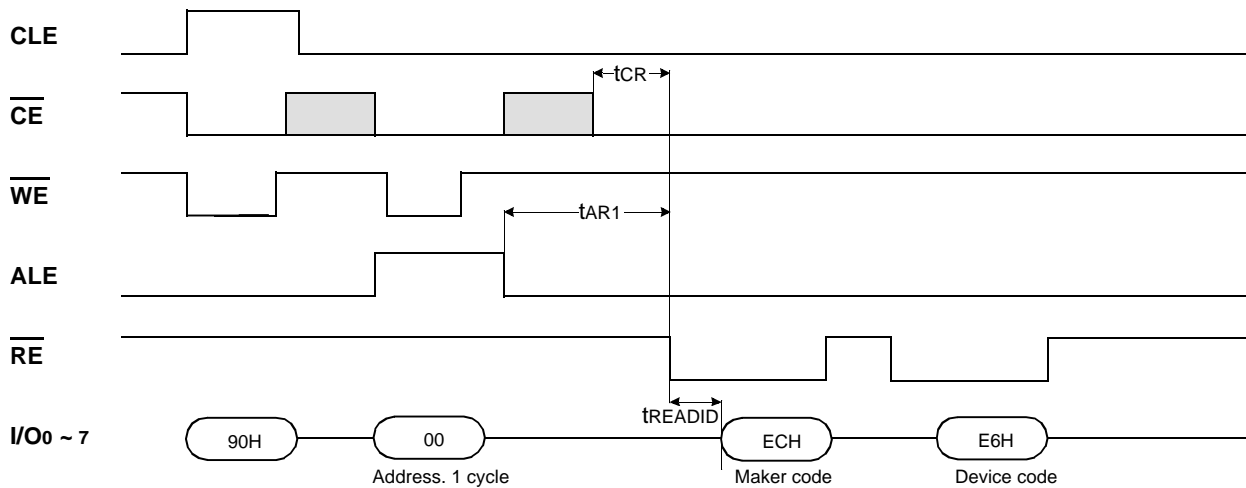 CLE
tCR
CE
WE
tAR1
ALE
RE
tREADID
I/O0 ~ 7
90H
00
ECH
E6H
Address. 1 cycle
Maker code
Device code